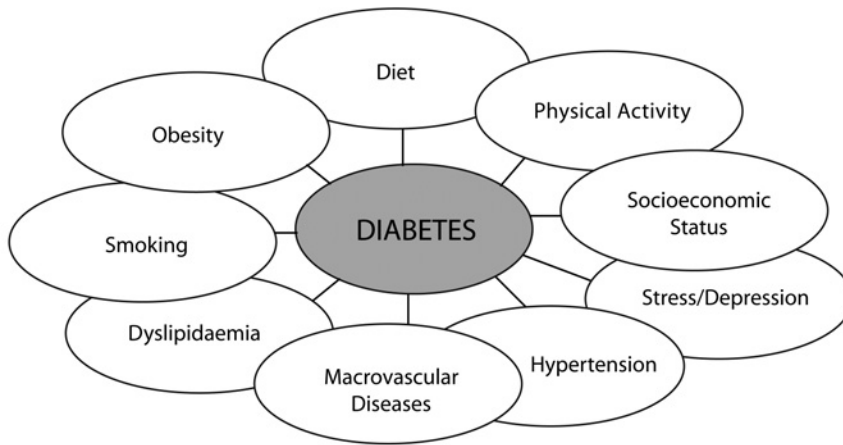 Diet
Physical Activity
Obesity
Socioeconomic
Status
DIABETES
Smoking
Stress/Depression
Dyslipidaemia
Hypertension
Macrovascular
Diseases